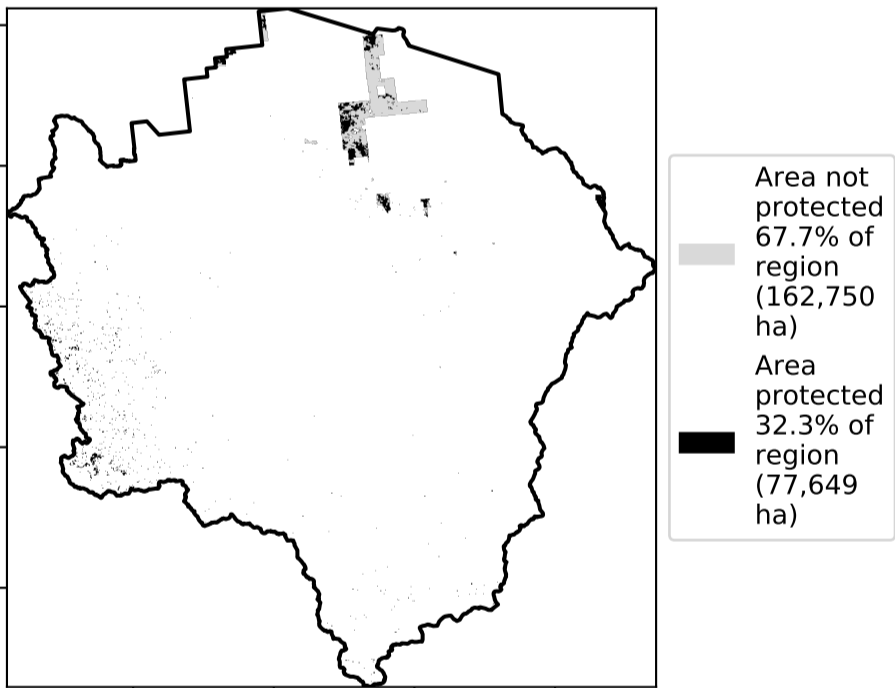 Area not
protected
67.7% of
region
(162,750
ha)
Area
protected
32.3% of
region
(77,649
ha)